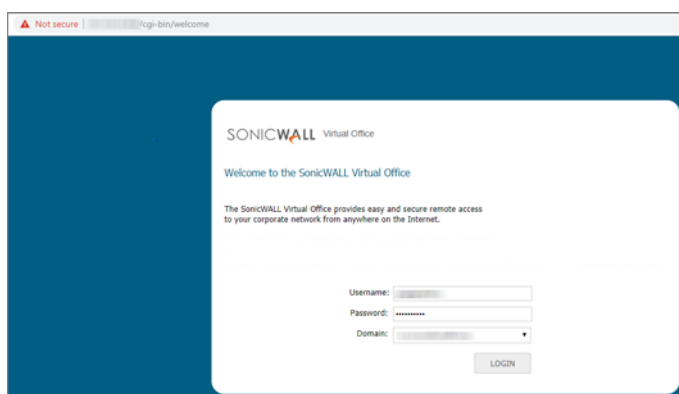 Not secure
/cgi-bin/welcome
SONICWALL Virtual Office
Welcome to the SonicWALL Virtual Office
The SonicWALL Virtual Office provides easy and secure remote access
to your corporate network from anywhere on the Internet.
Username:
Password: ••••••••••
Domain:
LOGIN